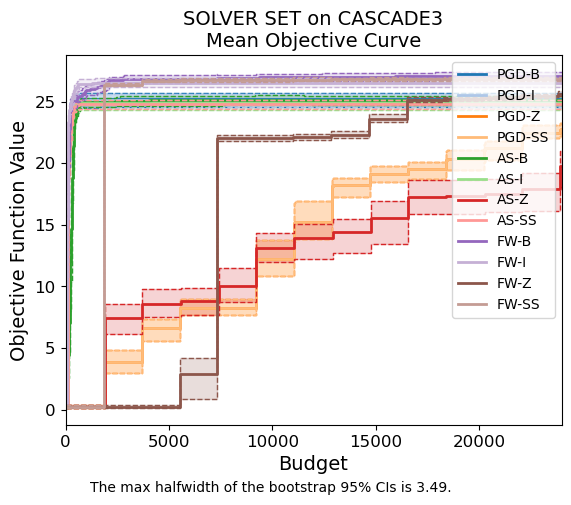 SOLVER SET on CASCADE3
Mean Objective Curve
Objective Function Value
25
20
15
10
5
0
0 5000 10000 15000 20000
Budget
PGD-B
PGD-I
PGD-Z
PGD-SS
AS-B
AS-I
AS-Z
AS-SS
FW-B
FW-I
FW-Z
FW-SS
The max halfwidth of the bootstrap 95% CIs is 3.49.